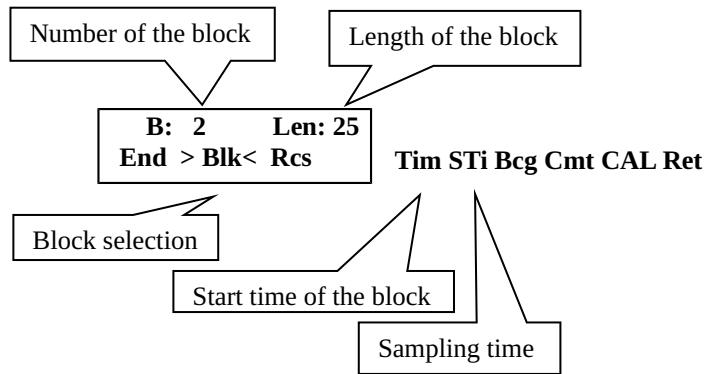 Number of the block
Length of the block
B: 2 Len: 25
End > Blk< Rcs
Tim STi Bcg Cmt CAL Ret
Block selection
Start time of the block
Sampling time